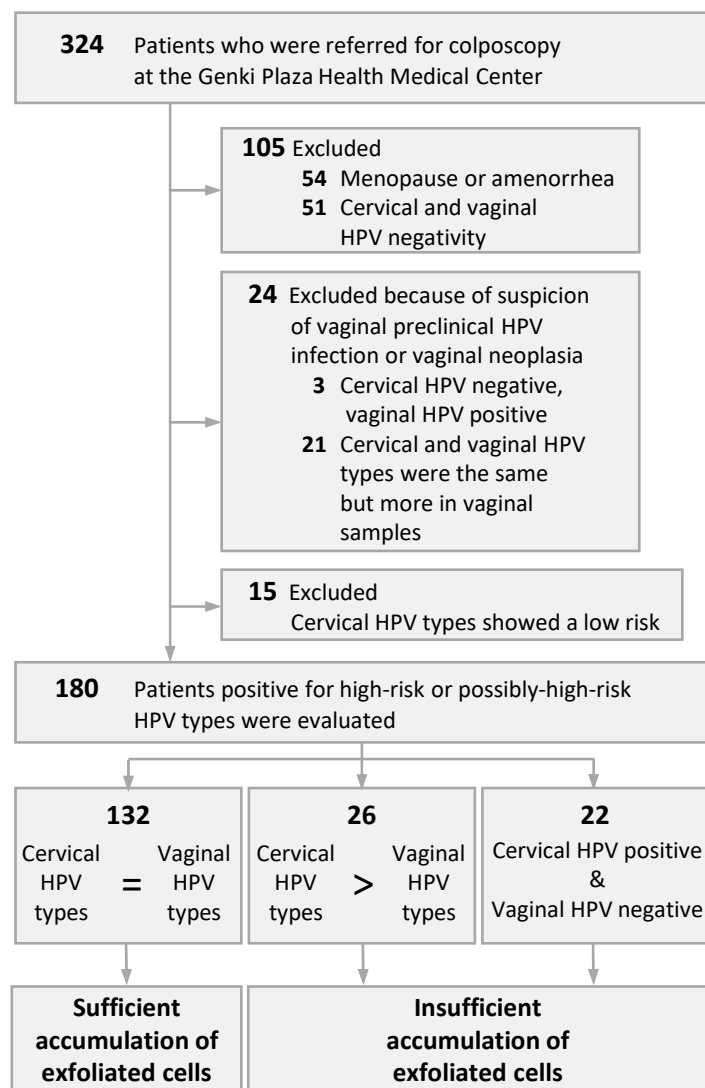 324 Patients who were referred for colposcopy
at the Genki Plaza Health Medical Center
105 Excluded
54 Menopause or amenorrhea
51 Cervical and vaginal
HPV negativity
24 Excluded because of suspicion
of vaginal preclinical HPV
infection or vaginal neoplasia
3 Cervical HPV negative,
vaginal HPV positive
21 Cervical and vaginal HPV
types were the same
but more in vaginal
samples
15 Excluded
Cervical HPV types showed a low risk
180 Patients positive for high-risk or possibly-high-risk
HPV types were evaluated
132
Cervical
HPV
types
=
Vaginal
HPV
types
26
Cervical
HPV
types
>
Vaginal
HPV
types
22
Cervical HPV positive
&
Vaginal HPV negative
Sufficient
accumulation of
exfoliated cells
Insufficient
accumulation of
exfoliated cells